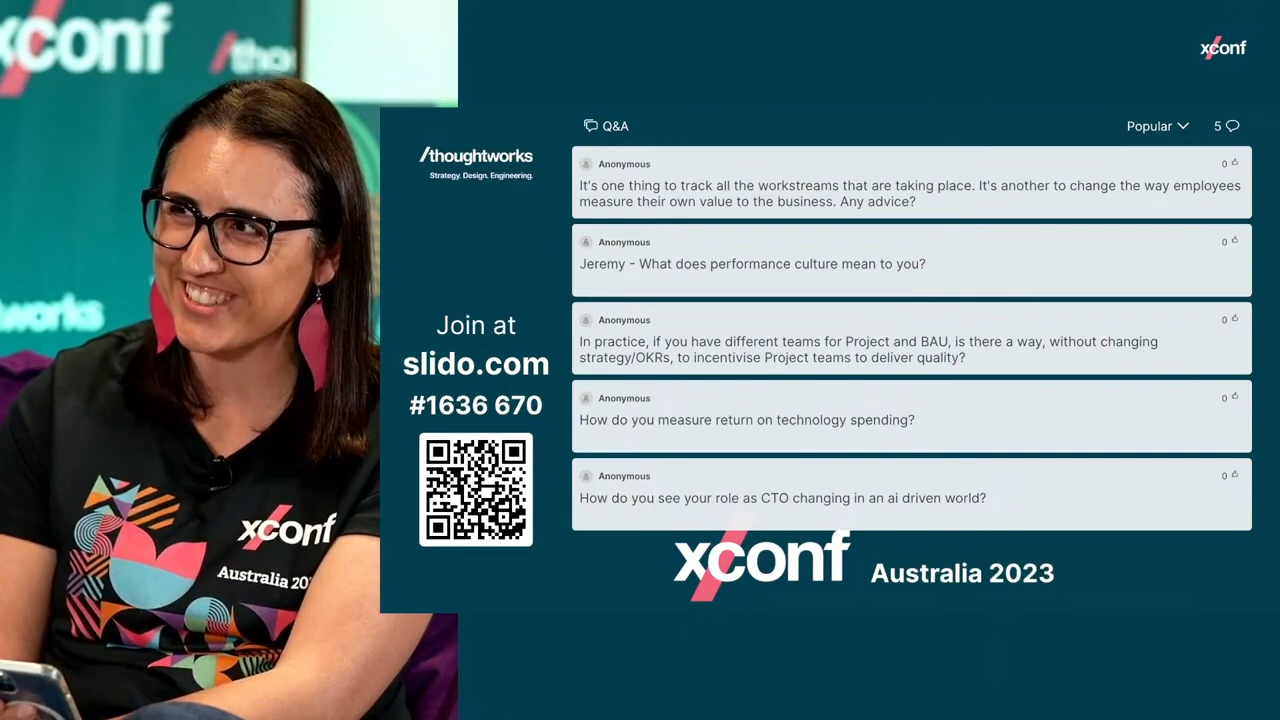 xconf
/thou
works
xconf
Australia 20
xconf
/thoughtworks
Strategy. Design. Engineering.
Join at
slido.com
#1636 670
Q&A
Popular
5
Anonymous
0
It's one thing to track all the workstreams that are taking place. It's another to change the way employees
measure their own value to the business. Any advice?
Anonymous
0
Jeremy - What does performance culture mean to you?
Anonymous
0
In practice, if you have different teams for Project and BAU, is there a way, without changing
strategy/OKRs, to incentivise Project teams to deliver quality?
Anonymous
0
How do you measure return on technology spending?
Anonymous
0
How do you see your role as CTO changing in an ai driven world?
xconf
Australia 2023